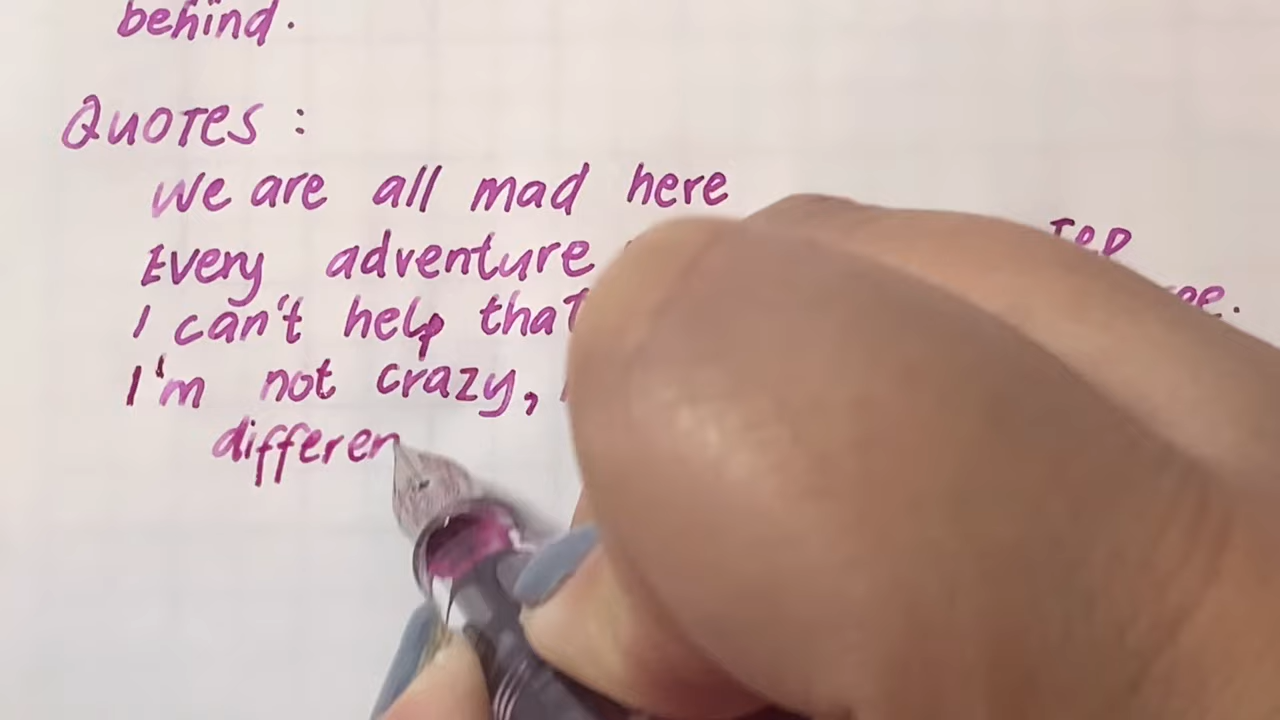 behind.
QUOTES :
We are all mad here
Every adventure
I can't help that
I'm not crazy,
differen